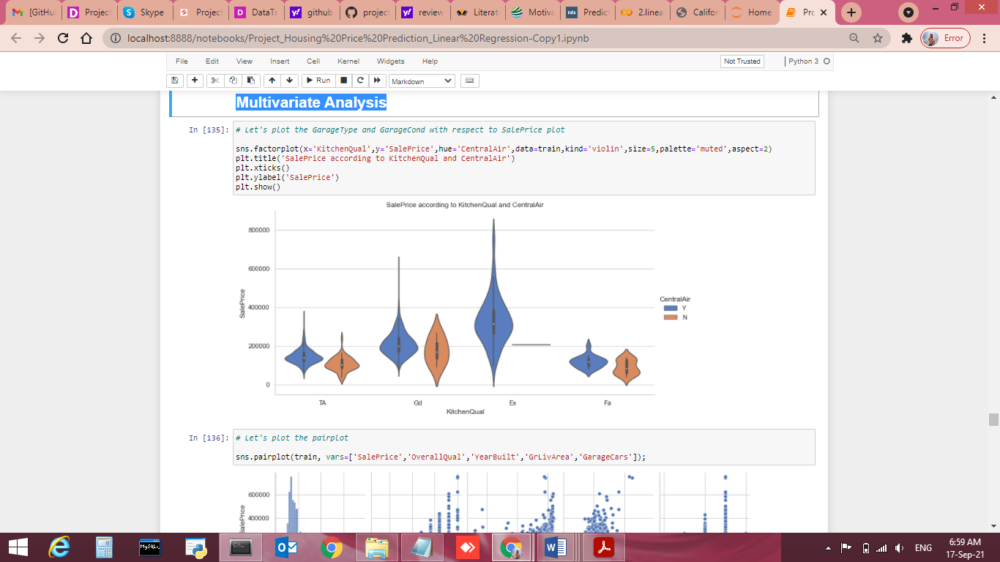 [GitHu
Project
Skype
Project
DataTr
github
project
review
Literat
Motiva
Predic
2.linea
Califor
Home
Pro
localhost:8888/notebooks/Project_Housing%20Price%20Prediction_Linear%20Regression-Copy1.ipynb
Error
File Edit View Insert Cell Kernel Widgets Help
Not Trusted
Python 3
Run
Markdown
Multivariate Analysis
In [135]:
# Let's plot the GarageType and GarageCond with respect to SalePrice plot
sns.factorplot(x='KitchenQual',y='SalePrice',hue='CentralAir',data=train,kind='violin',size=5,palette='muted',aspect=2)
plt.title('SalePrice according to KitchenQual and CentralAir')
plt.xticks()
plt.ylabel('SalePrice')
plt.show()
SalePrice according to KitchenQual and CentralAir
800000
600000
400000
200000
0
SalePrice
TA Gd Ex Fa
KitchenQual
CentralAir
Y
N
In [136]:
# Let's plot the pairplot
sns.pairplot(train, vars=['SalePrice','OverallQual','YearBuilt','GrLivArea','GarageCars']);
600000
400000
SalePrice
tds
MySQL
ENG
6:59 AM
17-Sep-21